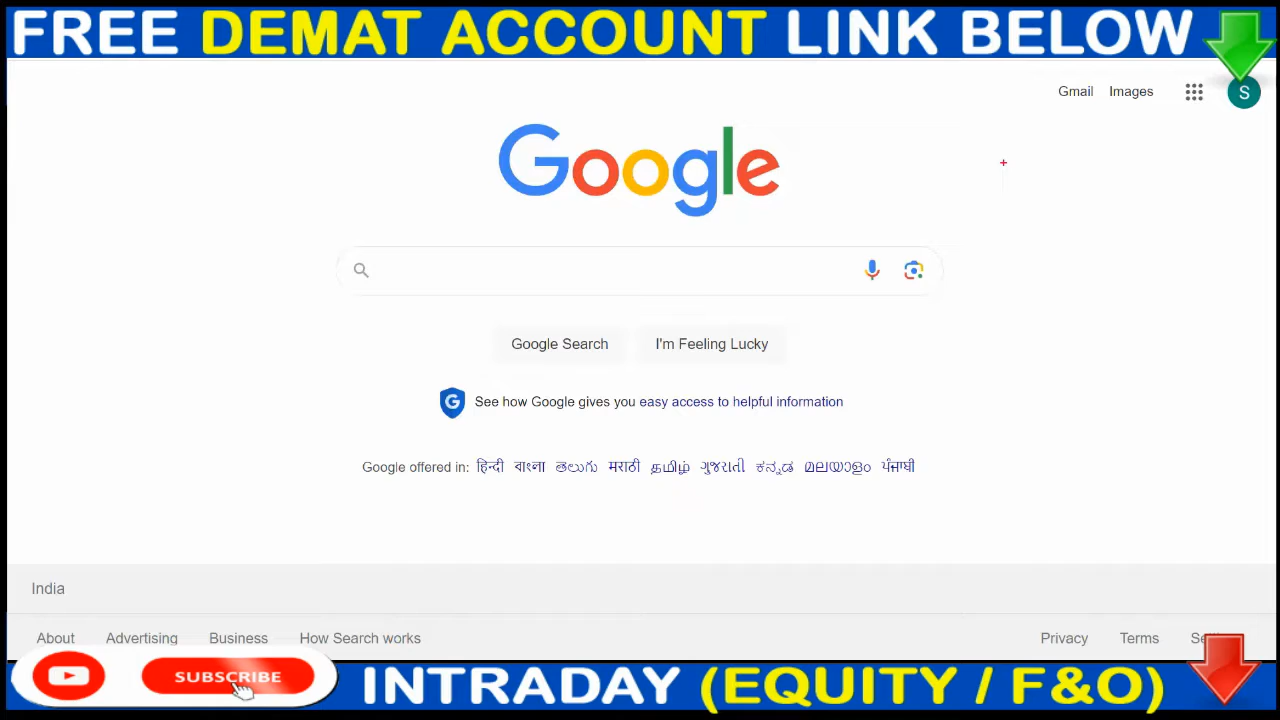 FREE DEMAT ACCOUNT LINK BELOW
Gmail Images S
Google
Google Search I'm Feeling Lucky
G See how Google gives you easy access to helpful information
Google offered in: हिन्दी বাংলা తెలుగు मराठी தமிழ் ગુજરાતી ಕನ್ನಡ മലയാളം ਪੰਜਾਬੀ
India
About Advertising Business How Search works Privacy Terms
SUBSCRIBE
INTRADAY (EQUITY / F&O)